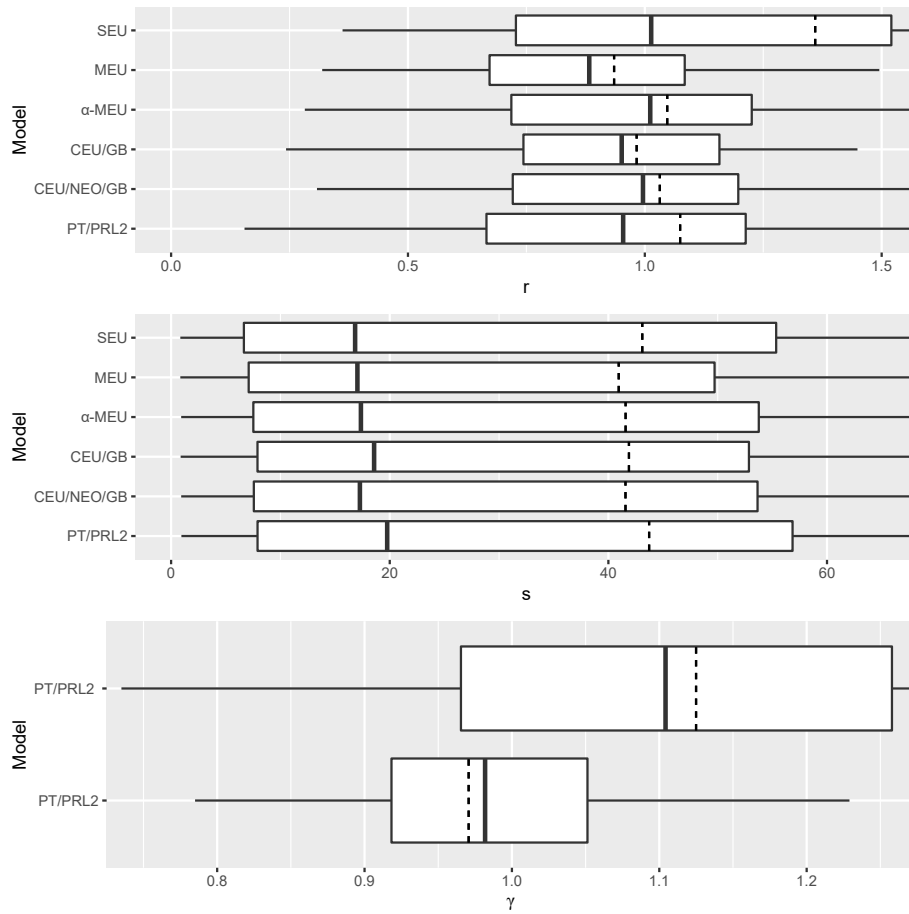 SEU
MEU
α-MEU
CEU/GB
CEU/NEO/GB
PT/PRL2
Model
0.0 0.5 1.0 1.5
r
SEU
MEU
α-MEU
CEU/GB
CEU/NEO/GB
PT/PRL2
Model
0 20 40 60
s
PT/PRL2
PT/PRL2
Model
0.8 0.9 1.0 1.1 1.2
γ